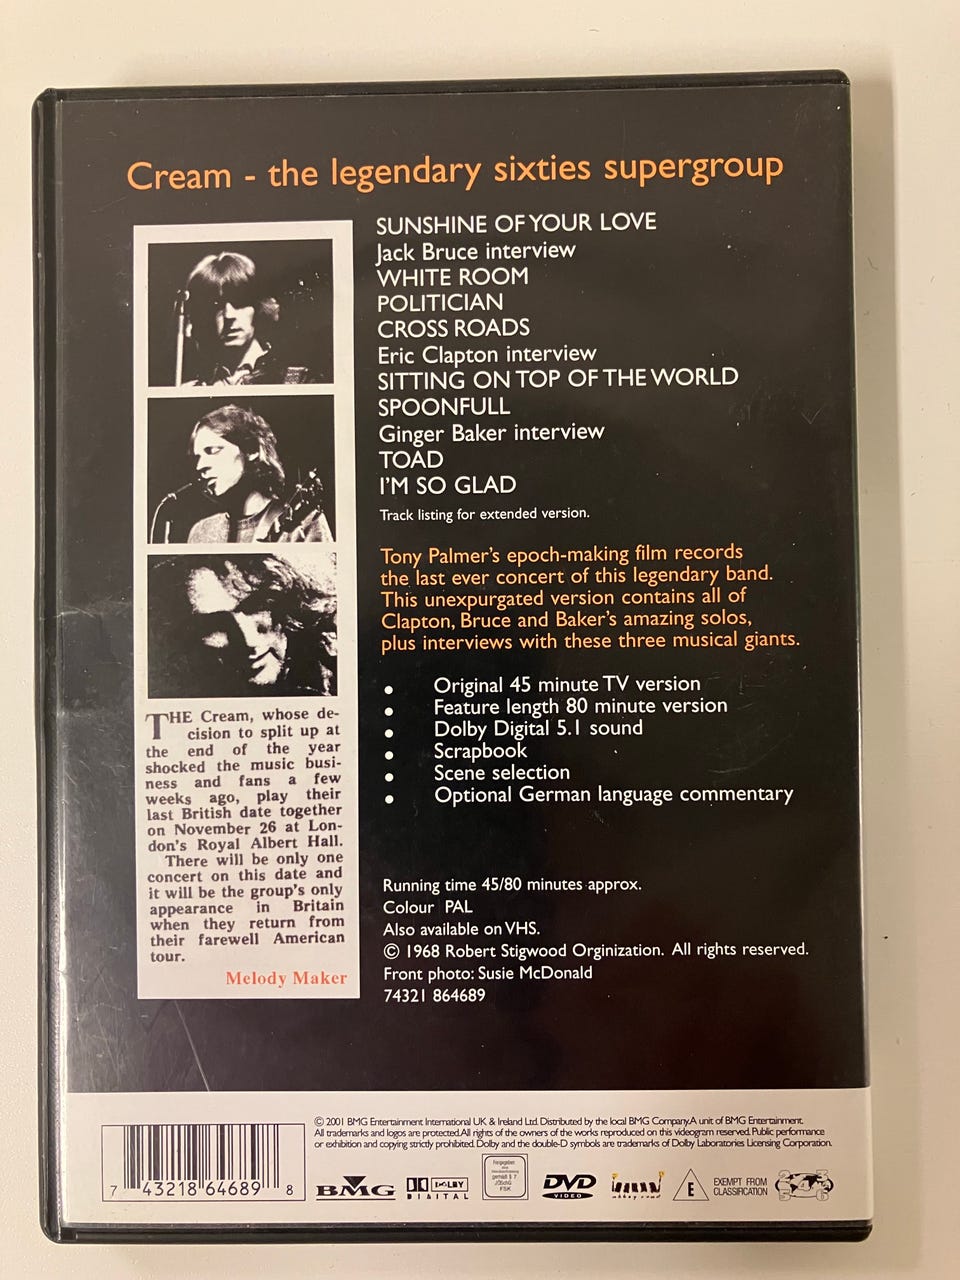 Cream - the legendary sixties supergroup
SUNSHINE OF YOUR LOVE
Jack Bruce interview
WHITE ROOM
POLITICIAN
CROSS ROADS
Eric Clapton interview
SITTING ON TOP OF THE WORLD
SPOONFULL
Ginger Baker interview
TOAD
I'M SO GLAD
Track listing for extended version.
Tony Palmer's epoch-making film records
the last ever concert of this legendary band.
This unexpurgated version contains all of
Clapton, Bruce and Baker's amazing solos,
plus interviews with these three musical giants.
• Original 45 minute TV version
• Feature length 80 minute version
• Dolby Digital 5.1 sound
• Scrapbook
• Scene selection
• Optional German language commentary
THE Cream, whose de-
cision to split up at
the end of the year
shocked the music busi-
ness and fans a few
weeks ago, play their
last British date together
on November 26 at Lon-
don's Royal Albert Hall.
There will be only one
concert on this date and
it will be the group's only
appearance in Britain
when they return from
their farewell American
tour.
Melody Maker
Running time 45/80 minutes approx.
Colour PAL
Also available on VHS.
© 1968 Robert Stigwood Orginization. All rights reserved.
Front photo: Susie McDonald
74321 864689
© 2001 BMG Entertainment International UK & Ireland Ltd. Distributed by the local BMG Company. A unit of BMG Entertainment.
All trademarks and logos are protected. All rights of the owners of the works reproduced on this videogram reserved. Public performance
or exhibition and copying strictly prohibited. Dolby and the double-D symbols are trademarks of Dolby Laboratories Licensing Corporation.
7 43218 64689 8
BMG
DOLBY
DIGITAL
Freigegeben
gemäß § 7
JÖSchG
FSK
DVD
VIDEO
abbey road
E
EXEMPT FROM
CLASSIFICATION
2 3
5 4 5
6